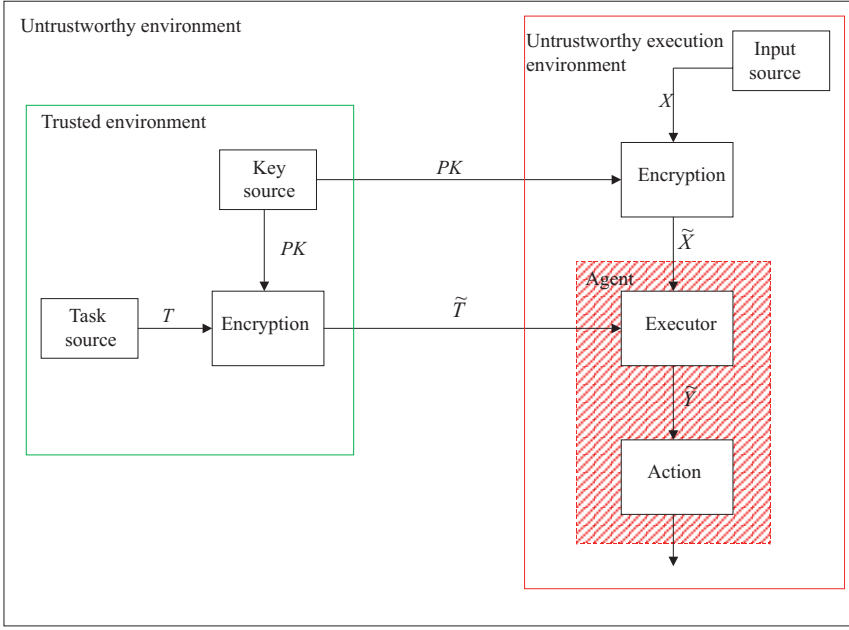 Untrustworthy environment
Untrustworthy execution
environment
Input
source
X
Trusted environment
Key
source
PK
Encryption
PK
X̃
Agent
Task
source
T
Encryption
T̃
Executor
Ỹ
Action